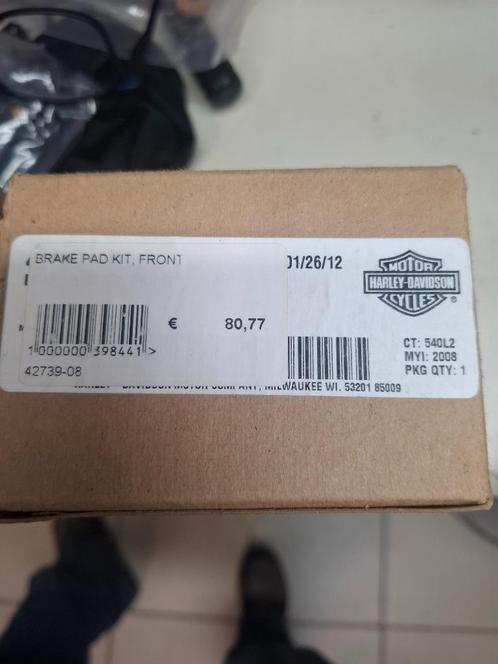 BRAKE PAD KIT, FRONT
€ 80,77
1 000000 398441 >
42739-08
01/26/12
MOTOR
HARLEY-DAVIDSON
CYCLES ®
CT: 540L2
MYI: 2008
PKG QTY: 1
HARLEY-DAVIDSON MOTOR COMPANY, MILWAUKEE WI. 53201 85009